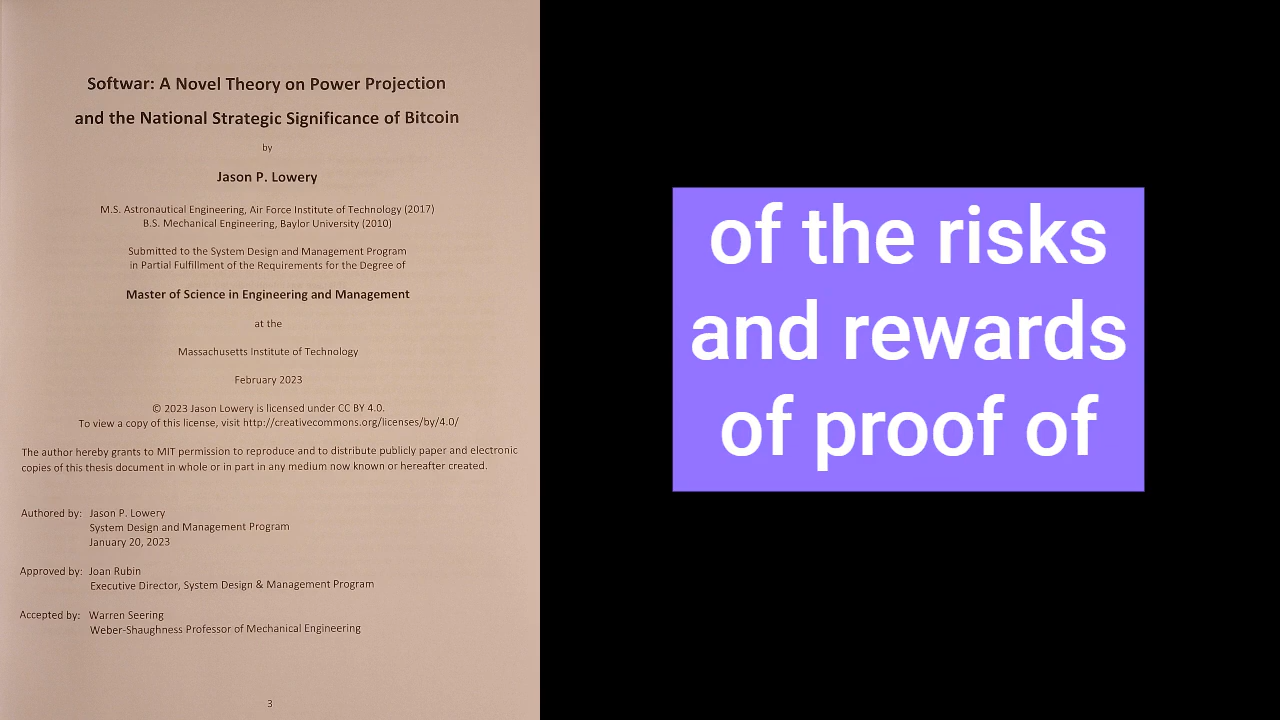 Softwar: A Novel Theory on Power Projection
and the National Strategic Significance of Bitcoin
by
Jason P. Lowery
M.S. Astronautical Engineering, Air Force Institute of Technology (2017)
B.S. Mechanical Engineering, Baylor University (2010)
Submitted to the System Design and Management Program
in Partial Fulfillment of the Requirements for the Degree of
Master of Science in Engineering and Management
at the
Massachusetts Institute of Technology
February 2023
© 2023 Jason Lowery is licensed under CC BY 4.0.
To view a copy of this license, visit http://creativecommons.org/licenses/by/4.0/
The author hereby grants to MIT permission to reproduce and to distribute publicly paper and electronic
copies of this thesis document in whole or in part in any medium now known or hereafter created.
Authored by: Jason P. Lowery
System Design and Management Program
January 20, 2023
Approved by: Joan Rubin
Executive Director, System Design & Management Program
Accepted by: Warren Seering
Weber-Shaughness Professor of Mechanical Engineering
3
of the risks
and rewards
of proof of